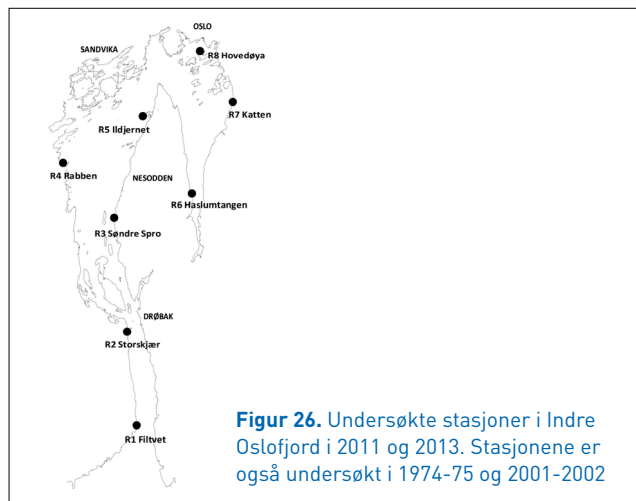 OSLO
SANDVIKA
R8 Hovedøya
R7 Katten
R5 Ildjernet
R4 Rabben
NESODDEN
R6 Haslumtangen
R3 Søndre Spro
DRØBAK
R2 Storskjær
R1 Filtvet
Figur 26. Undersøkte stasjoner i Indre
Oslofjord i 2011 og 2013. Stasjonene er
også undersøkt i 1974-75 og 2001-2002